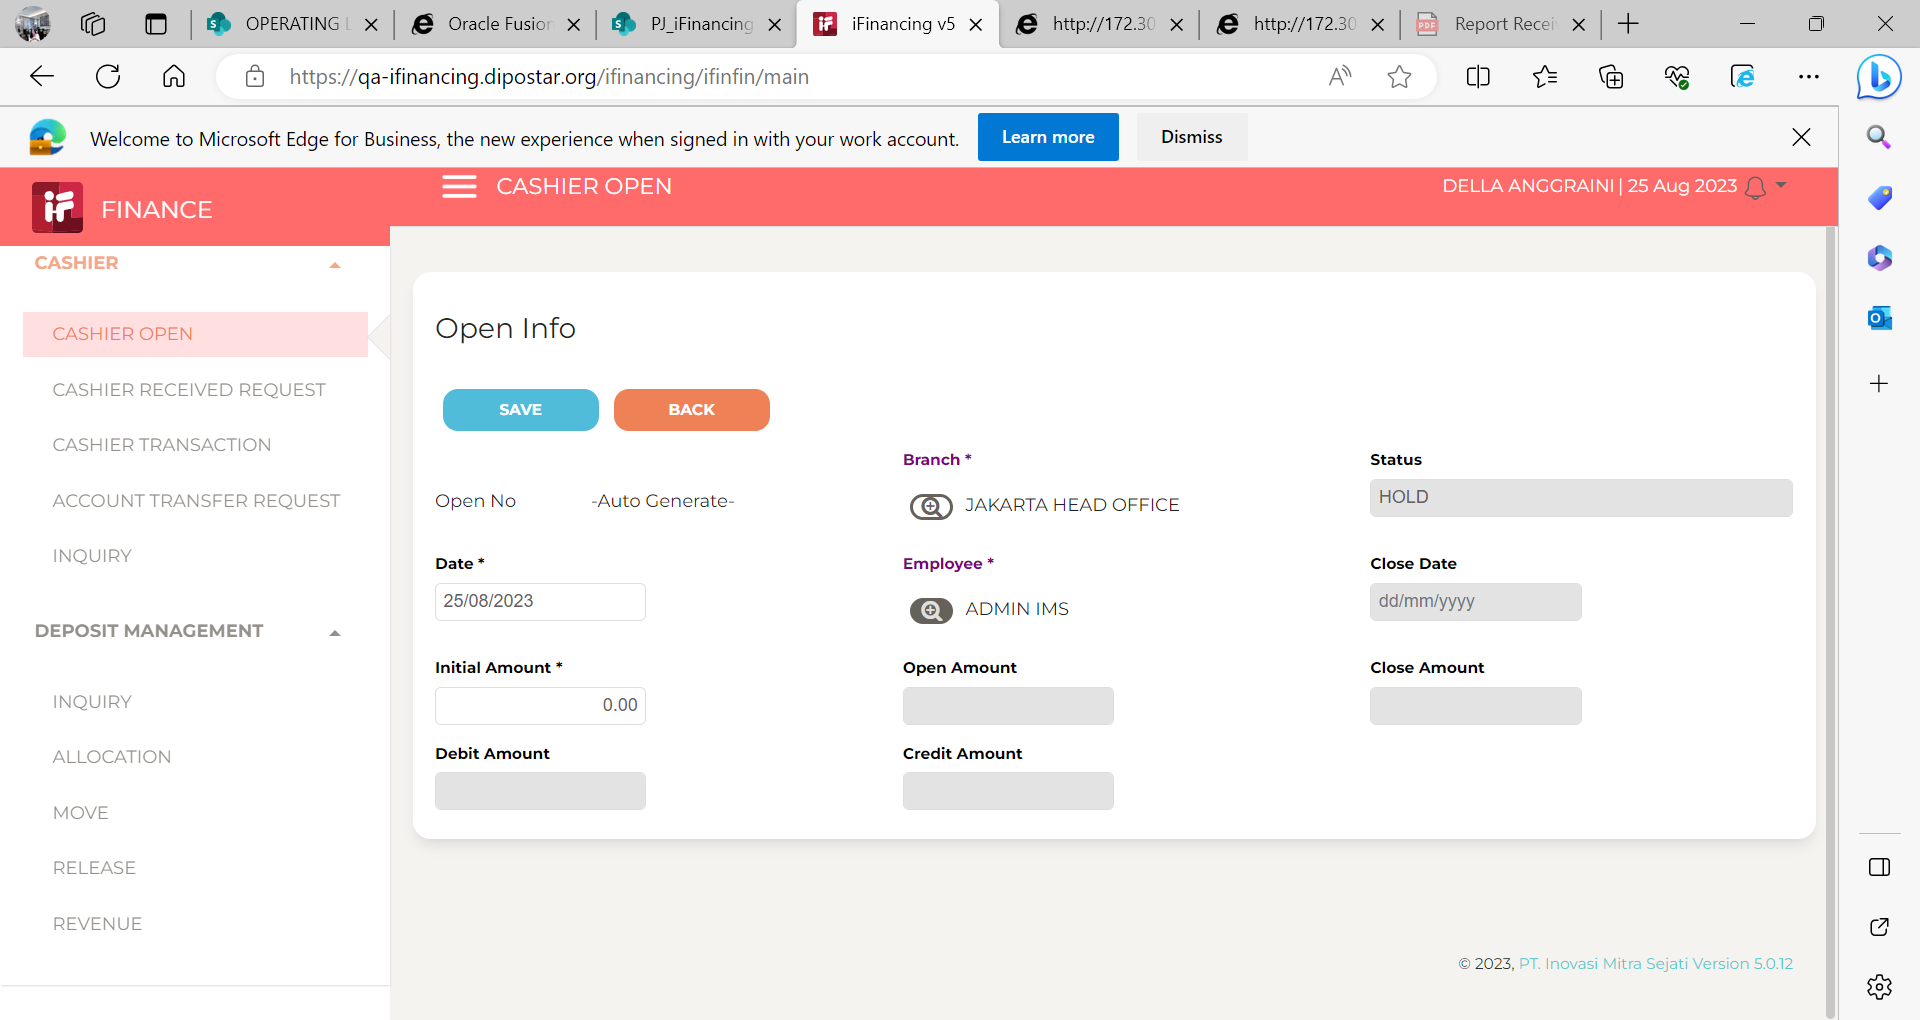 OPERATING L
Oracle Fusion
PJ_iFinancing
iFinancing v5
http://172.30
http://172.30
Report Recei
https://qa-ifinancing.dipostar.org/ifinancing/ifinfin/main
Welcome to Microsoft Edge for Business, the new experience when signed in with your work account.
Learn more
Dismiss
iF FINANCE
CASHIER OPEN
DELLA ANGGRAINI | 25 Aug 2023
CASHIER
CASHIER OPEN
CASHIER RECEIVED REQUEST
CASHIER TRANSACTION
ACCOUNT TRANSFER REQUEST
INQUIRY
DEPOSIT MANAGEMENT
INQUIRY
ALLOCATION
MOVE
RELEASE
REVENUE
Open Info
SAVE
BACK
Open No
-Auto Generate-
Branch *
JAKARTA HEAD OFFICE
Status
HOLD
Date *
25/08/2023
Employee *
ADMIN IMS
Close Date
dd/mm/yyyy
Initial Amount *
0.00
Open Amount
Close Amount
Debit Amount
Credit Amount
© 2023, PT. Inovasi Mitra Sejati Version 5.0.12